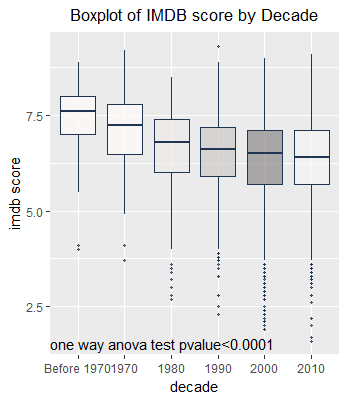 Boxplot of IMDB score by Decade
imdb score
7.5
5.0
2.5
one way anova test pvalue<0.0001
Before 1970 1970 1980 1990 2000 2010
decade